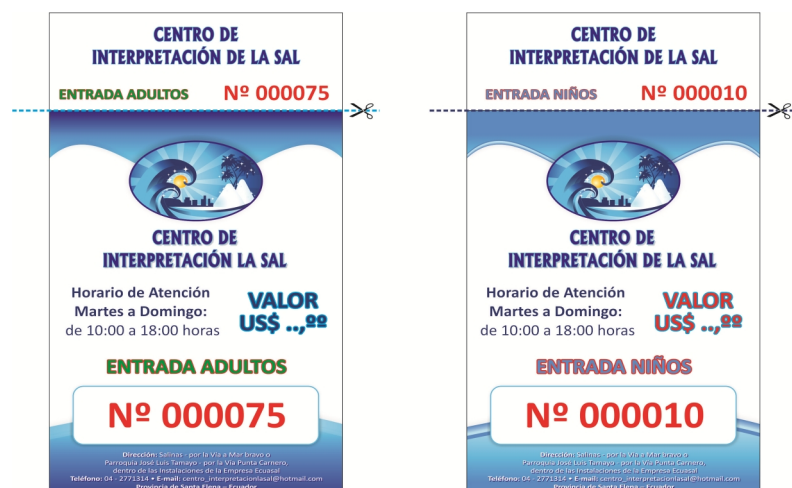 CENTRO DE
INTERPRETACIÓN DE LA SAL
ENTRADA ADULTOS Nº 000075
CENTRO DE
INTERPRETACIÓN LA SAL
Horario de Atención
Martes a Domingo:
de 10:00 a 18:00 horas
VALOR
US$ ..,ºº
ENTRADA ADULTOS
Nº 000075
Dirección: Salinas - por la Vía a Mar bravo o
Parroquia José Luis Tamayo - por la Vía Punta Carnero,
dentro de las Instalaciones de la Empresa Ecuasal
Teléfono: 04 - 2771314 • E-mail: centro_interpretacionlasal@hotmail.com
Provincia de Santa Elena – Ecuador
CENTRO DE
INTERPRETACIÓN DE LA SAL
ENTRADA NIÑOS Nº 000010
CENTRO DE
INTERPRETACIÓN DE LA SAL
Horario de Atención
Martes a Domingo:
de 10:00 a 18:00 horas
VALOR
US$ ..,ºº
ENTRADA NIÑOS
Nº 000010
Dirección: Salinas - por la Vía a Mar bravo o
Parroquia José Luis Tamayo - por la Vía Punta Carnero,
dentro de las Instalaciones de la Empresa Ecuasal
Teléfono: 04 - 2771314 • E-mail: centro_interpretacionlasal@hotmail.com
Provincia de Santa Elena – Ecuador